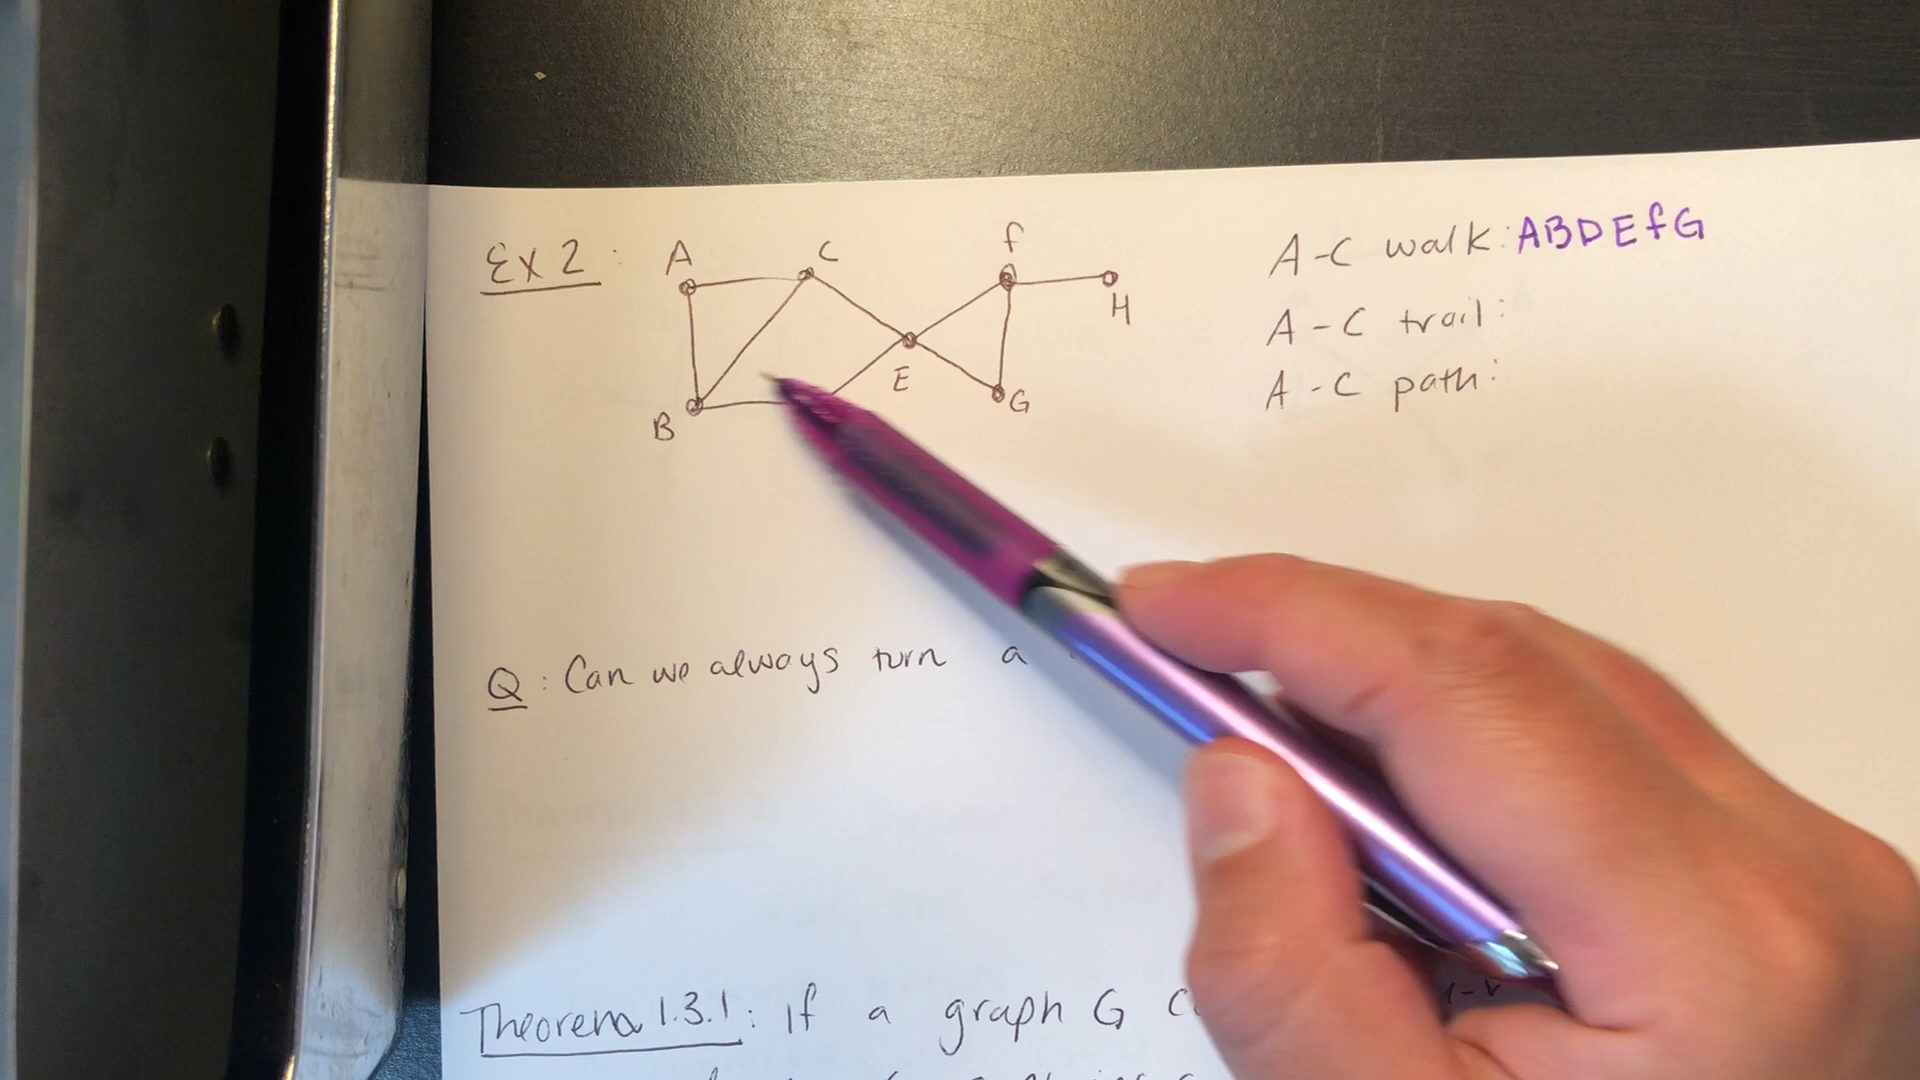 Ex 2:
A
C
f
H
E
G
B
A-C walk: ABDEfG
A-C trail:
A-C path:
Q: Can we always turn a
Theorem 1.3.1: If a graph G